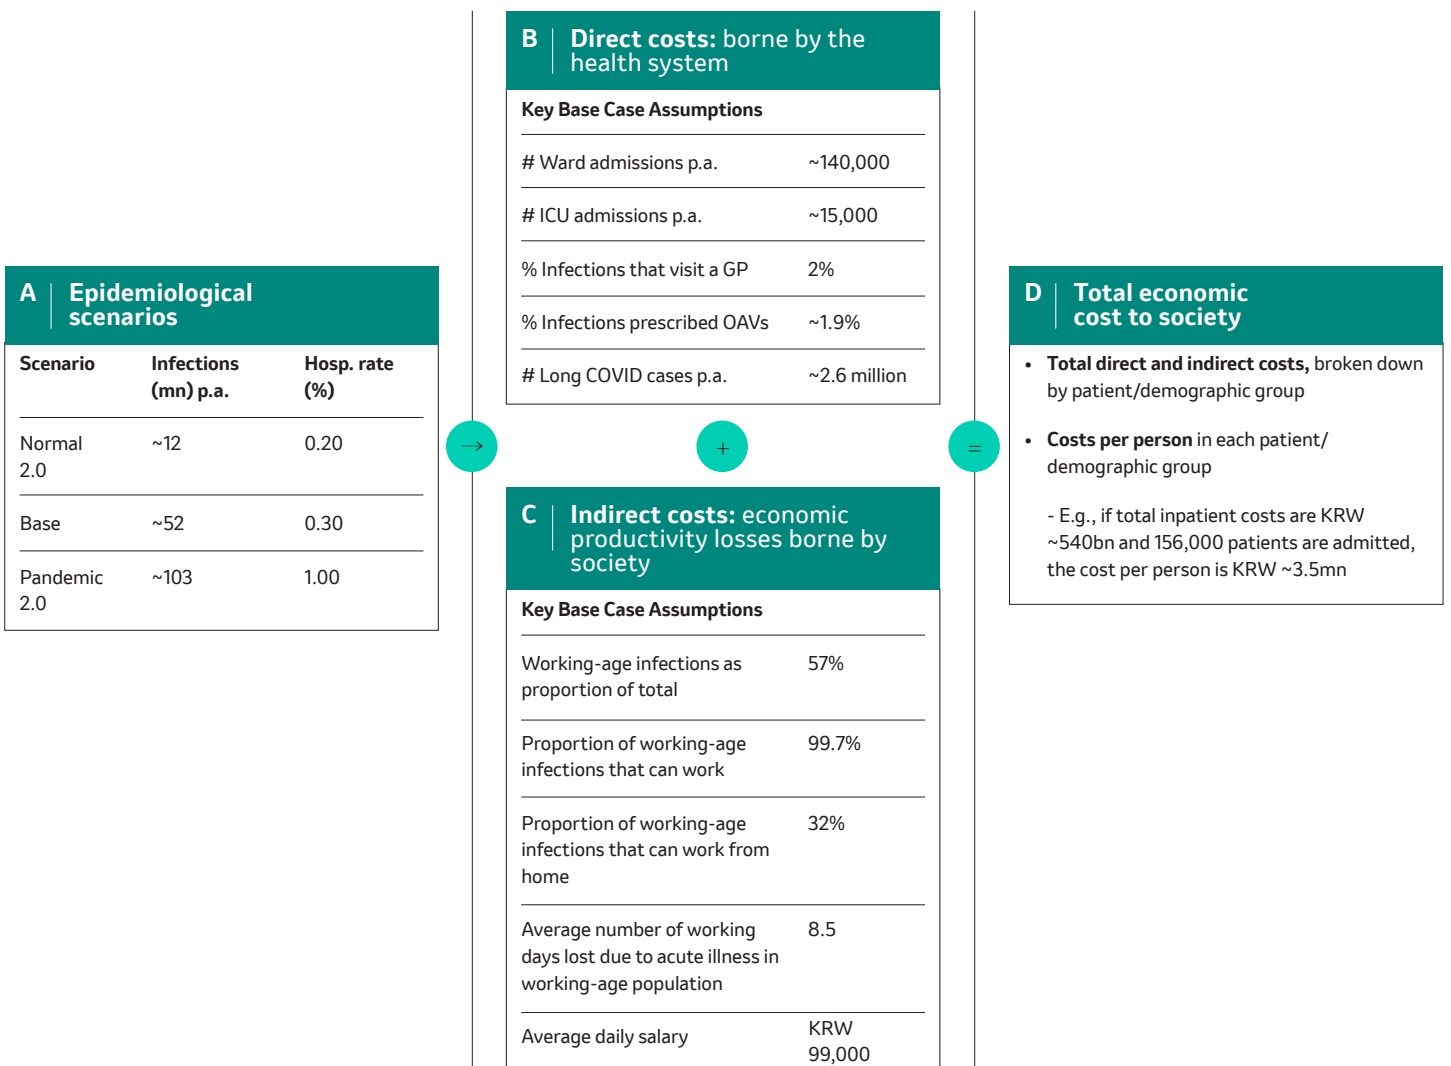 A
Epidemiological
scenarios
Scenario Infections (mn) p.a. Hosp. rate (%)
Normal 2.0 ~12 0.20
Base ~52 0.30
Pandemic 2.0 ~103 1.00
→
B
Direct costs: borne by the
health system
Key Base Case Assumptions
# Ward admissions p.a. ~140,000
# ICU admissions p.a. ~15,000
% Infections that visit a GP 2%
% Infections prescribed OAVs ~1.9%
# Long COVID cases p.a. ~2.6 million
+
C
Indirect costs: economic
productivity losses borne by
society
Key Base Case Assumptions
Working-age infections as 57%
proportion of total
Proportion of working-age 99.7%
infections that can work
Proportion of working-age 32%
infections that can work from
home
Average number of working 8.5
days lost due to acute illness in
working-age population
Average daily salary KRW 99,000
=
D
Total economic
cost to society
• Total direct and indirect costs, broken down
by patient/demographic group
• Costs per person in each patient/
demographic group
- E.g., if total inpatient costs are KRW
~540bn and 156,000 patients are admitted,
the cost per person is KRW ~3.5mn